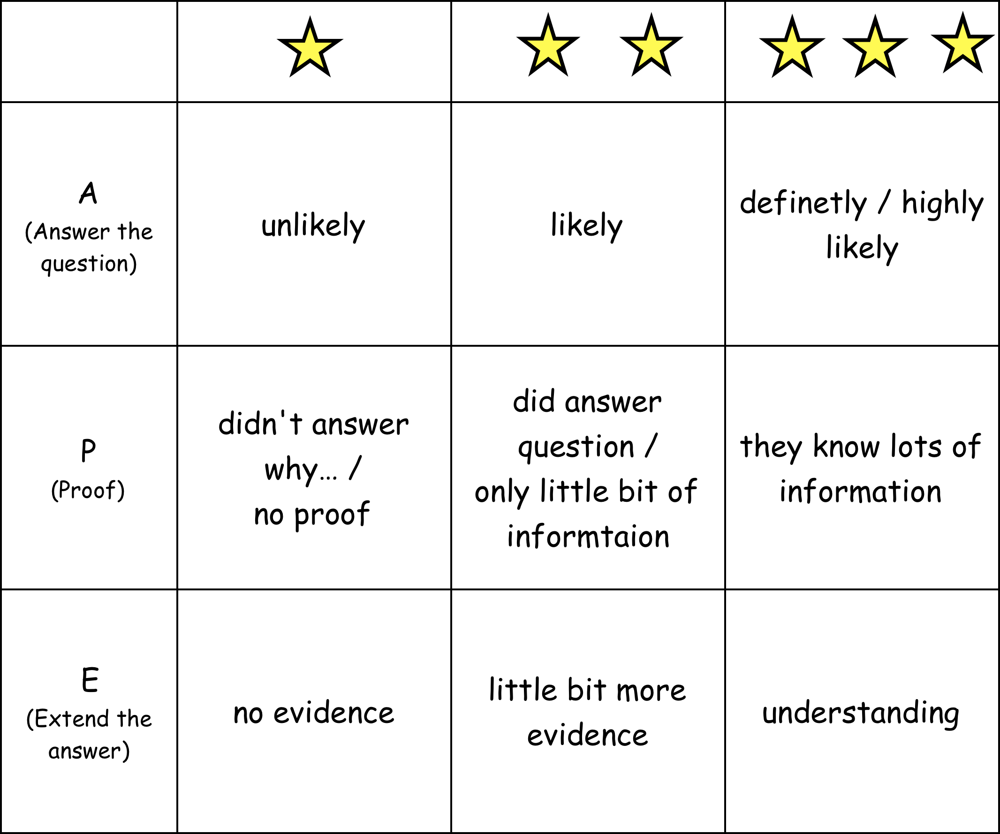 A
(Answer the
question)
unlikely
likely
definetly / highly
likely
P
(Proof)
didn't answer
why... /
no proof
did answer
question /
only little bit of
informtaion
they know lots of
information
E
(Extend the
answer)
no evidence
little bit more
evidence
understanding